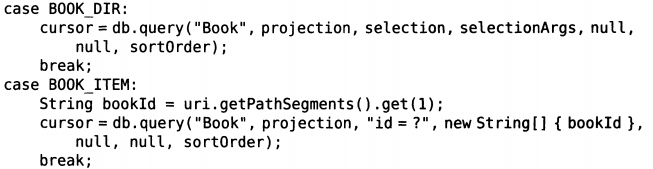 case BOOK_DIR:
    cursor = db.query("Book", projection, selection, selectionArgs, null,
        null, sortOrder);
    break;
case BOOK_ITEM:
    String bookId = uri.getPathSegments().get(1);
    cursor = db.query("Book", projection, "id = ?", new String[] { bookId },
        null, null, sortOrder);
    break;